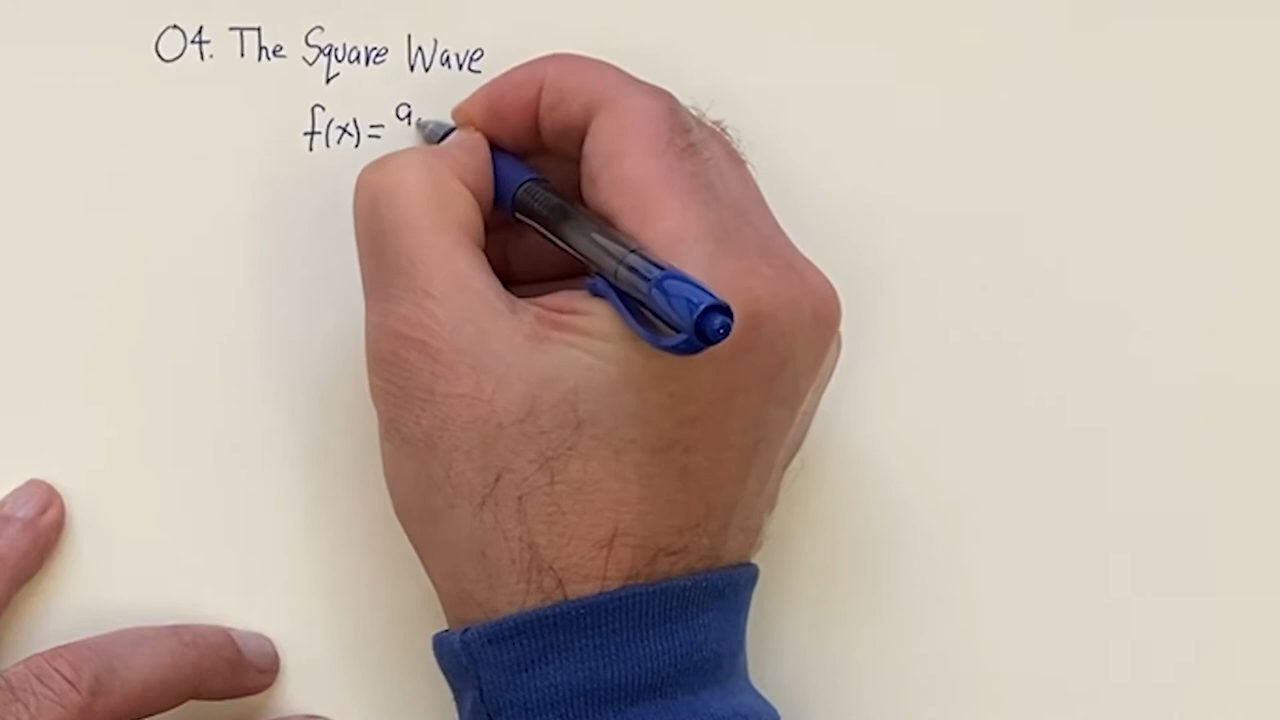 04. The Square Wave
f(x) = a